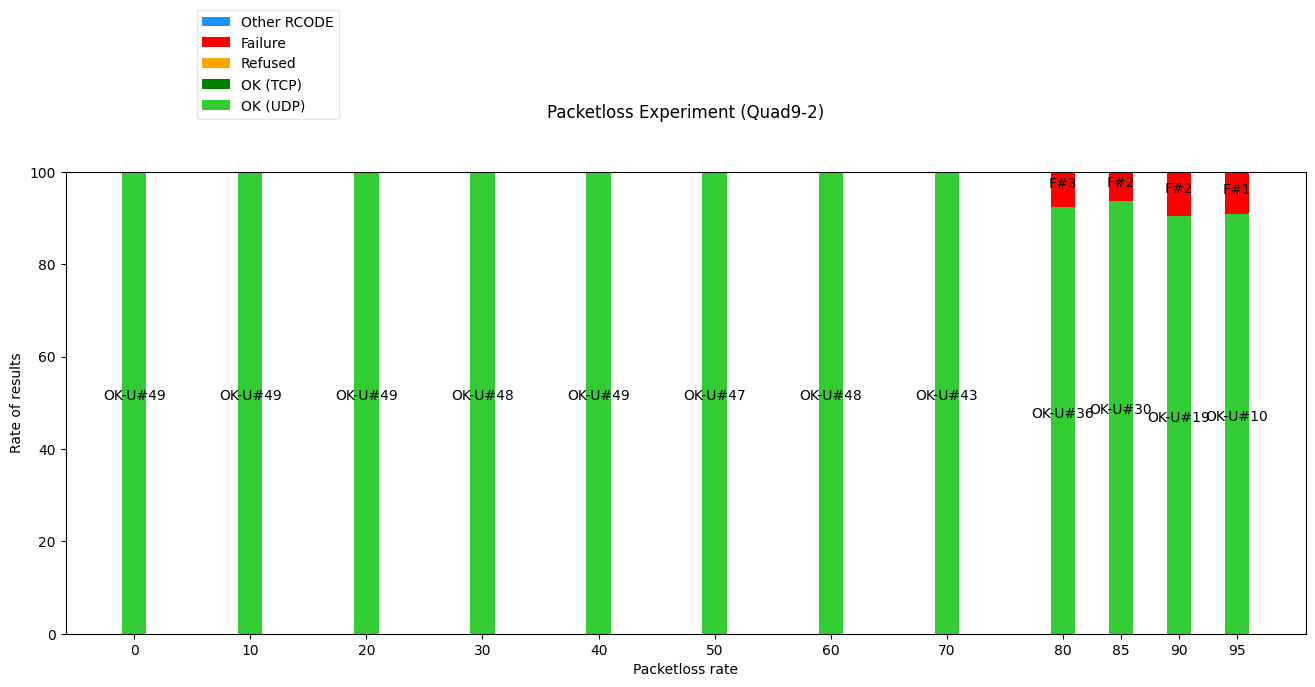 Other RCODE
Failure
Refused
OK (TCP)
OK (UDP)
Packetloss Experiment (Quad9-2)
Rate of results
100
80
60
40
20
0
F#3
F#2
F#2
F#1
OK-U#49
OK-U#49
OK-U#49
OK-U#48
OK-U#49
OK-U#47
OK-U#48
OK-U#43
OK-U#36
OK-U#30
OK-U#19
OK-U#10
0 10 20 30 40 50 60 70 80 85 90 95
Packetloss rate